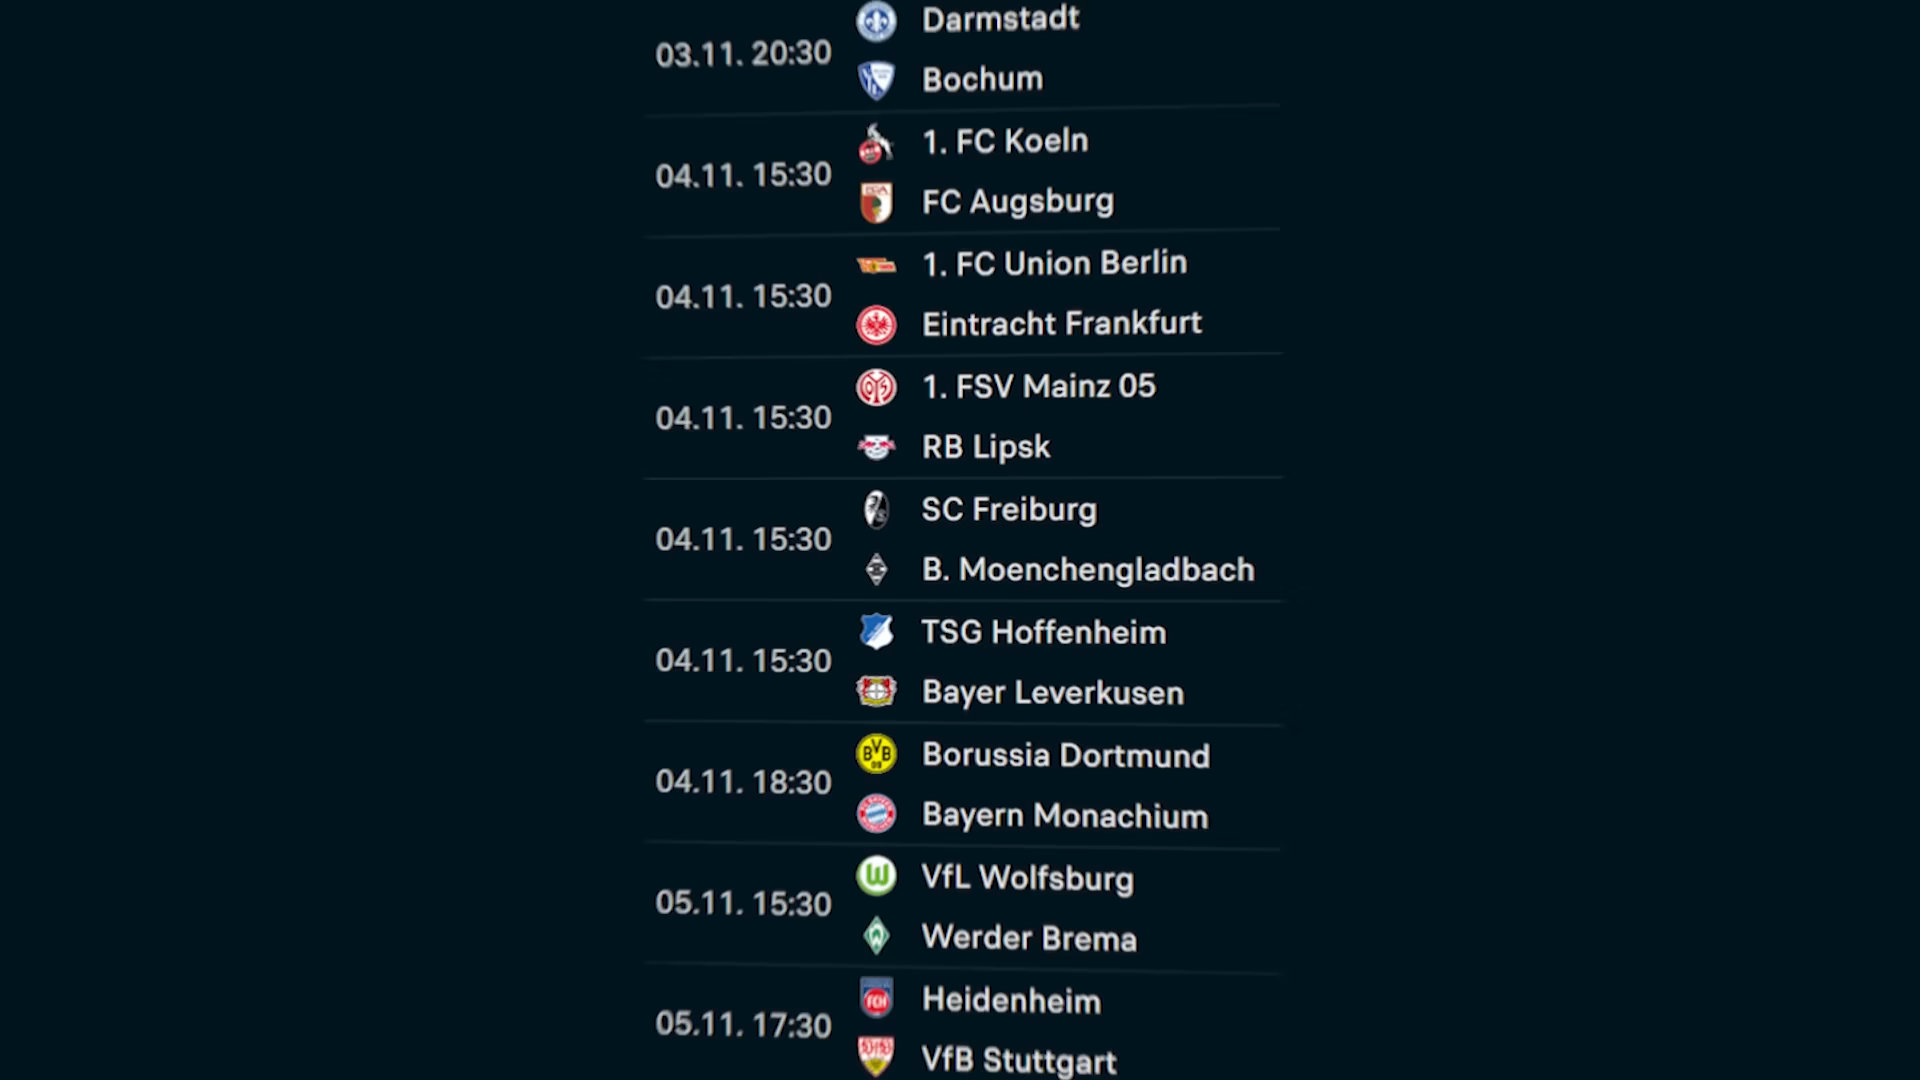 03.11. 20:30
Darmstadt
Bochum
04.11. 15:30
1. FC Koeln
FC Augsburg
04.11. 15:30
1. FC Union Berlin
Eintracht Frankfurt
04.11. 15:30
1. FSV Mainz 05
RB Lipsk
04.11. 15:30
SC Freiburg
B. Moenchengladbach
04.11. 15:30
TSG Hoffenheim
Bayer Leverkusen
04.11. 18:30
BVB
09
Borussia Dortmund
Bayern Monachium
05.11. 15:30
W
VfL Wolfsburg
W
Werder Brema
05.11. 17:30
FCH
Heidenheim
VfB Stuttgart